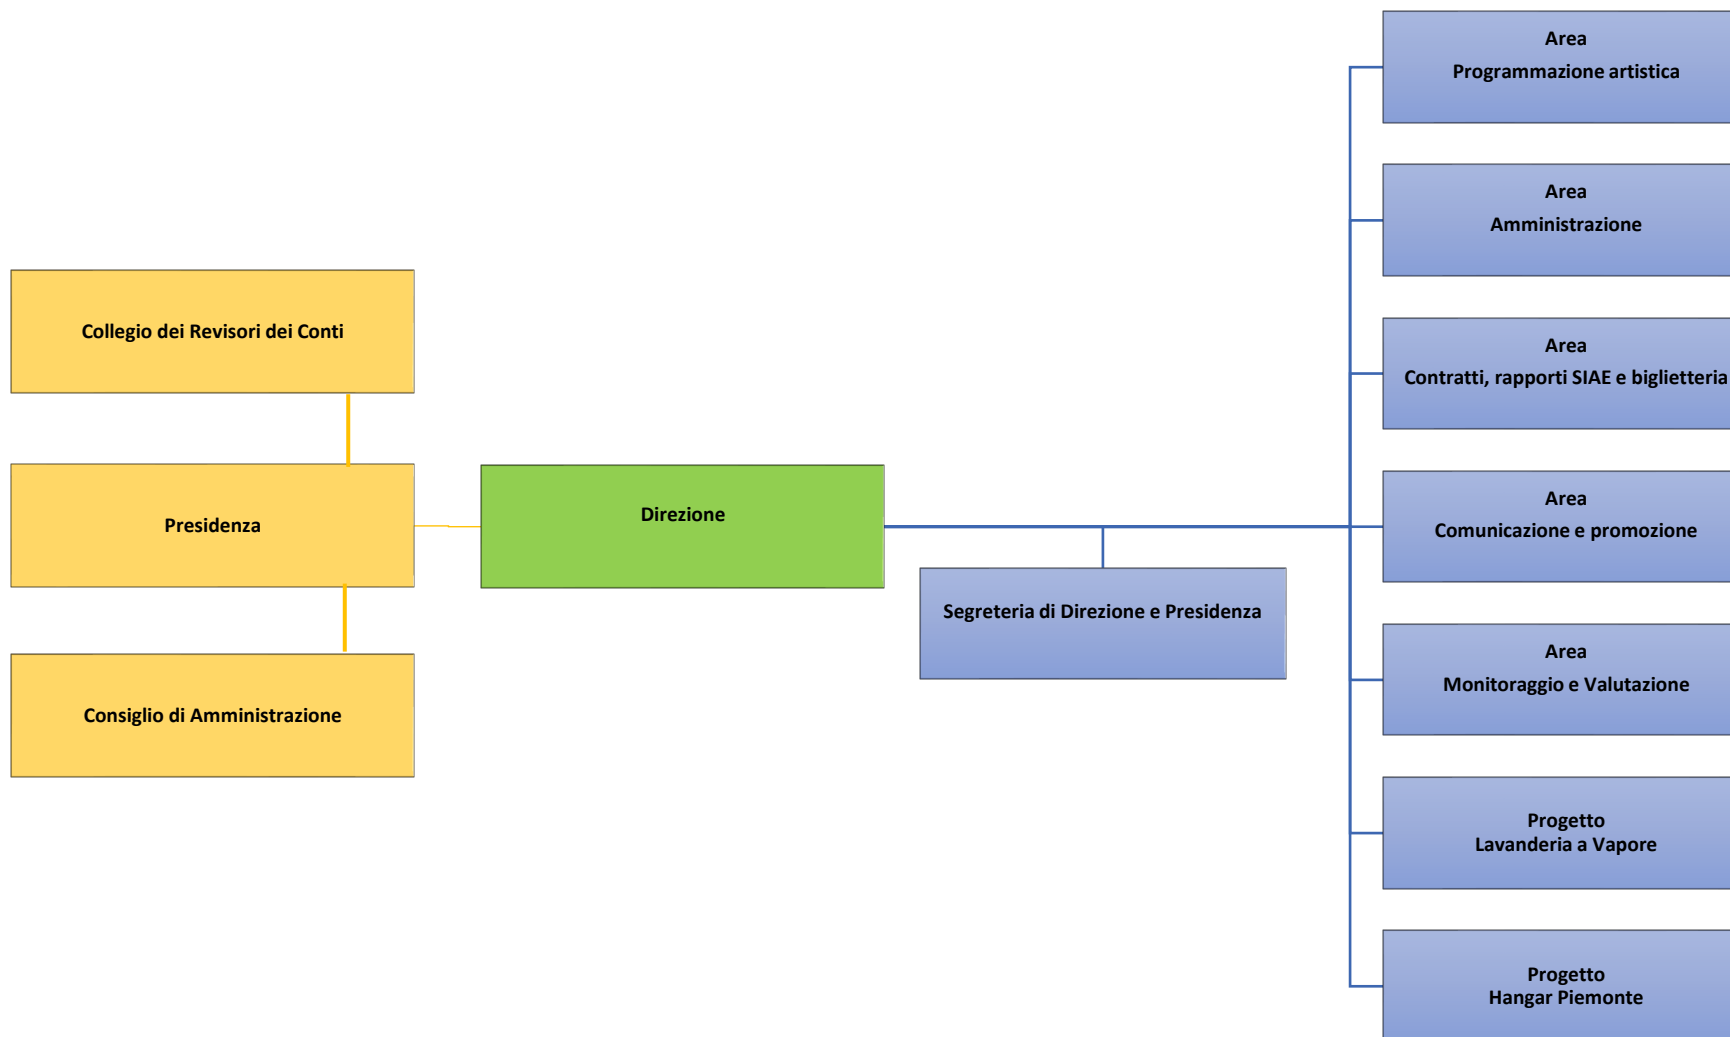 Collegio dei Revisori dei Conti
Presidenza
Consiglio di Amministrazione
Direzione
Segreteria di Direzione e Presidenza
Area
Programmazione artistica
Area
Amministrazione
Area
Contratti, rapporti SIAE e biglietteria
Area
Comunicazione e promozione
Area
Monitoraggio e Valutazione
Progetto
Lavanderia a Vapore
Progetto
Hangar Piemonte